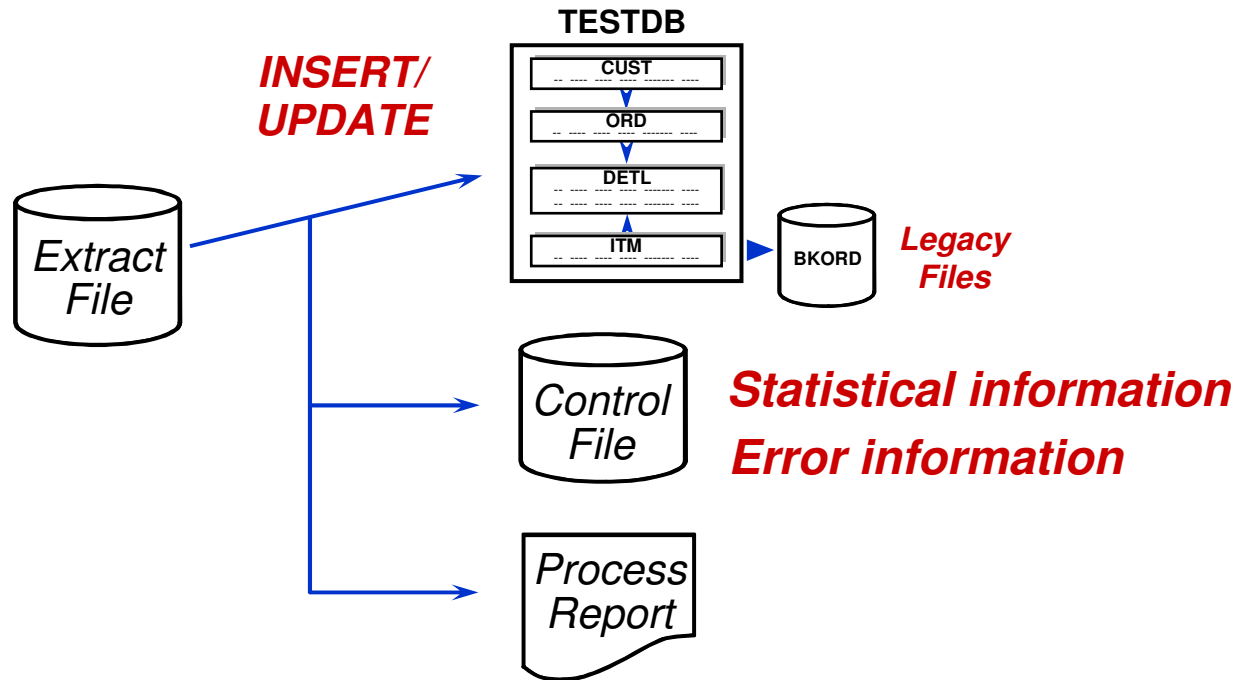 TESTDB
INSERT/
UPDATE
CUST
-- ---- ---- ---- ------- ----
ORD
-- ---- ---- ---- ------- ----
DETL
-- ---- ---- ---- ------- ----
-- ---- ---- ---- ------- ----
ITM
-- ---- ---- ---- ------- ----
Extract
File
BKORD
Legacy
Files
Control
File
Statistical information
Error information
Process
Report